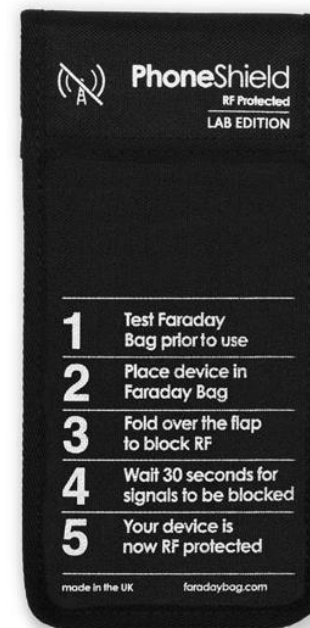 PhoneShield
RF Protected
LAB EDITION
1 Test Faraday
Bag prior to use
2 Place device in
Faraday Bag
3 Fold over the flap
to block RF
4 Wait 30 seconds for
signals to be blocked
5 Your device is
now RF protected
made in the UK faradaybag.com